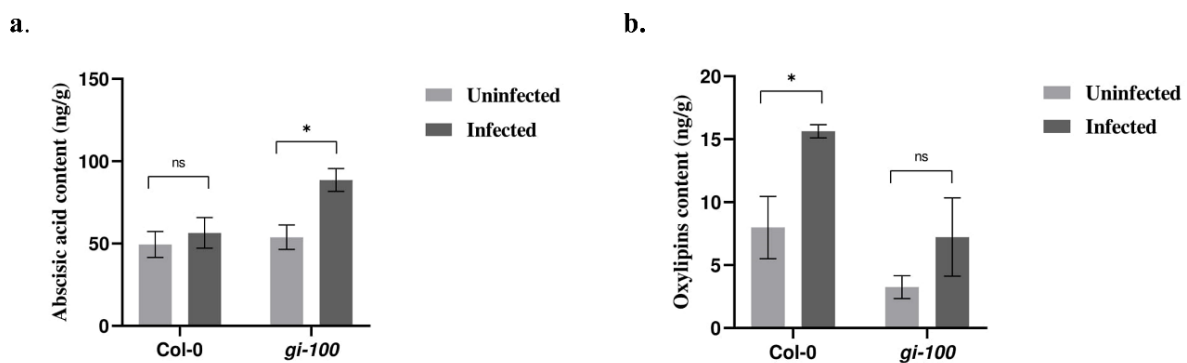 a.
Abscisic acid content (ng/g)
150
100
50
0
ns
*
Col-0
gi-100
Uninfected
Infected
b.
Oxylipins content (ng/g)
20
15
10
5
0
*
ns
Col-0
gi-100
Uninfected
Infected